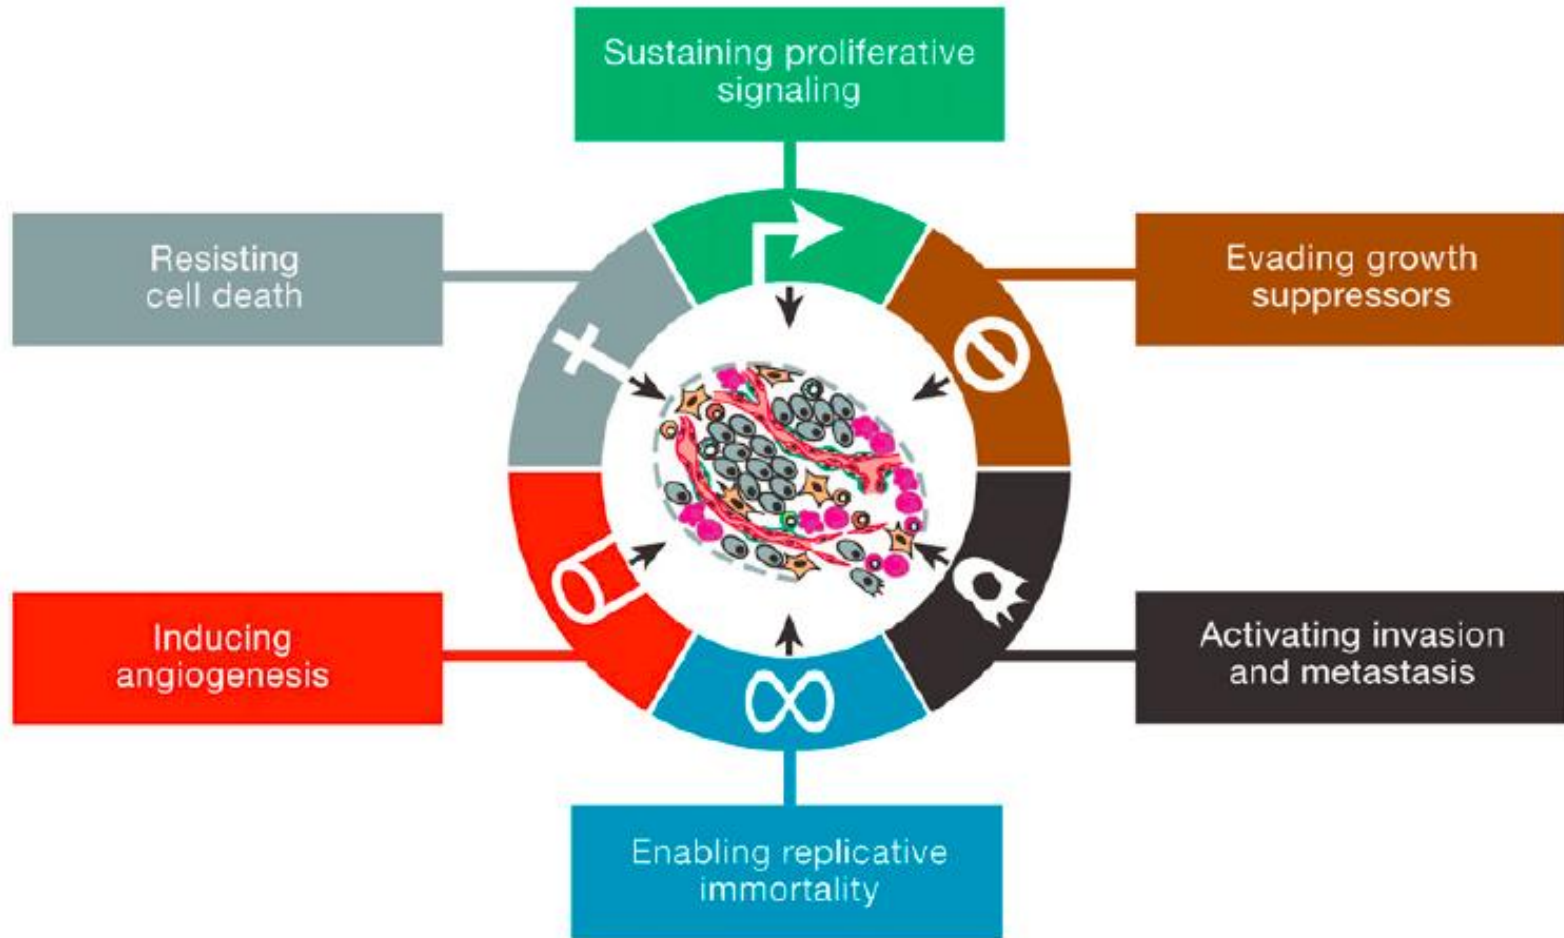 Sustaining proliferative
signaling
Resisting
cell death
Evading growth
suppressors
Inducing
angiogenesis
Activating invasion
and metastasis
Enabling replicative
immortality